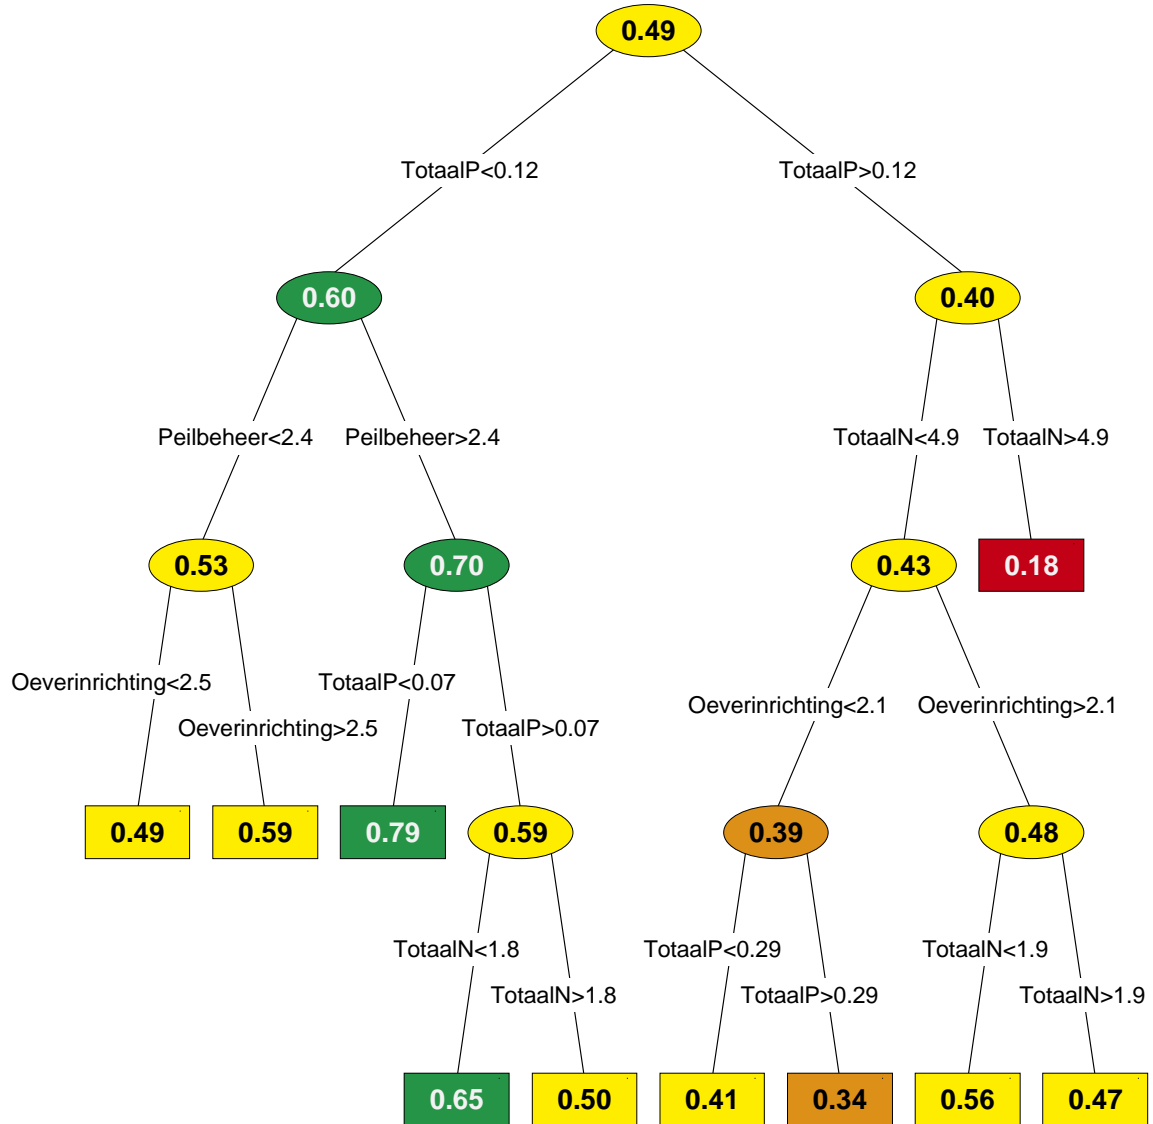 0.49
TotaalP<0.12
TotaalP>0.12
0.60
0.40
Peilbeheer<2.4
Peilbeheer>2.4
TotaalN<4.9
TotaalN>4.9
0.53
0.70
0.43
0.18
Oeverinrichting<2.5
TotaalP<0.07
Oeverinrichting<2.1
Oeverinrichting>2.1
Oeverinrichting>2.5
TotaalP>0.07
0.49
0.59
0.79
0.59
0.39
0.48
TotaalN<1.8
TotaalP<0.29
TotaalN<1.9
TotaalN>1.8
TotaalP>0.29
TotaalN>1.9
0.65
0.50
0.41
0.34
0.56
0.47